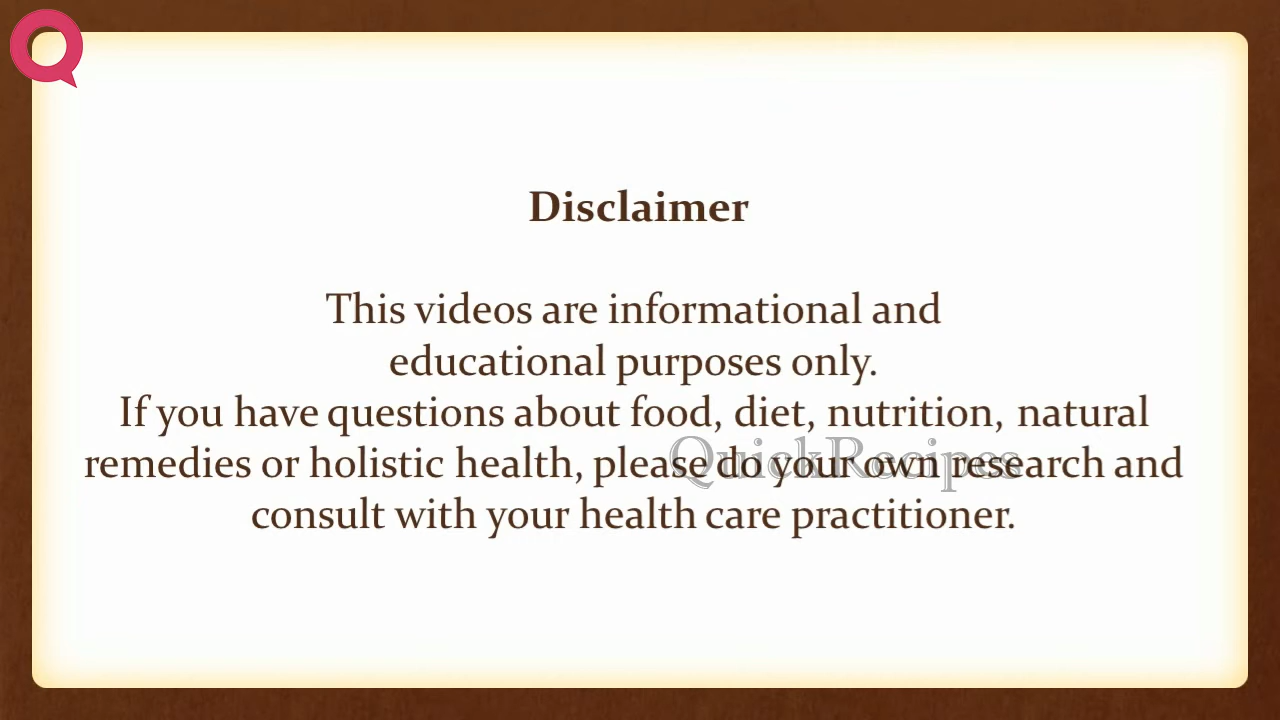 Disclaimer
This videos are informational and
educational purposes only.
If you have questions about food, diet, nutrition, natural
remedies or holistic health, please do your own research and
consult with your health care practitioner.
QuickRecipes